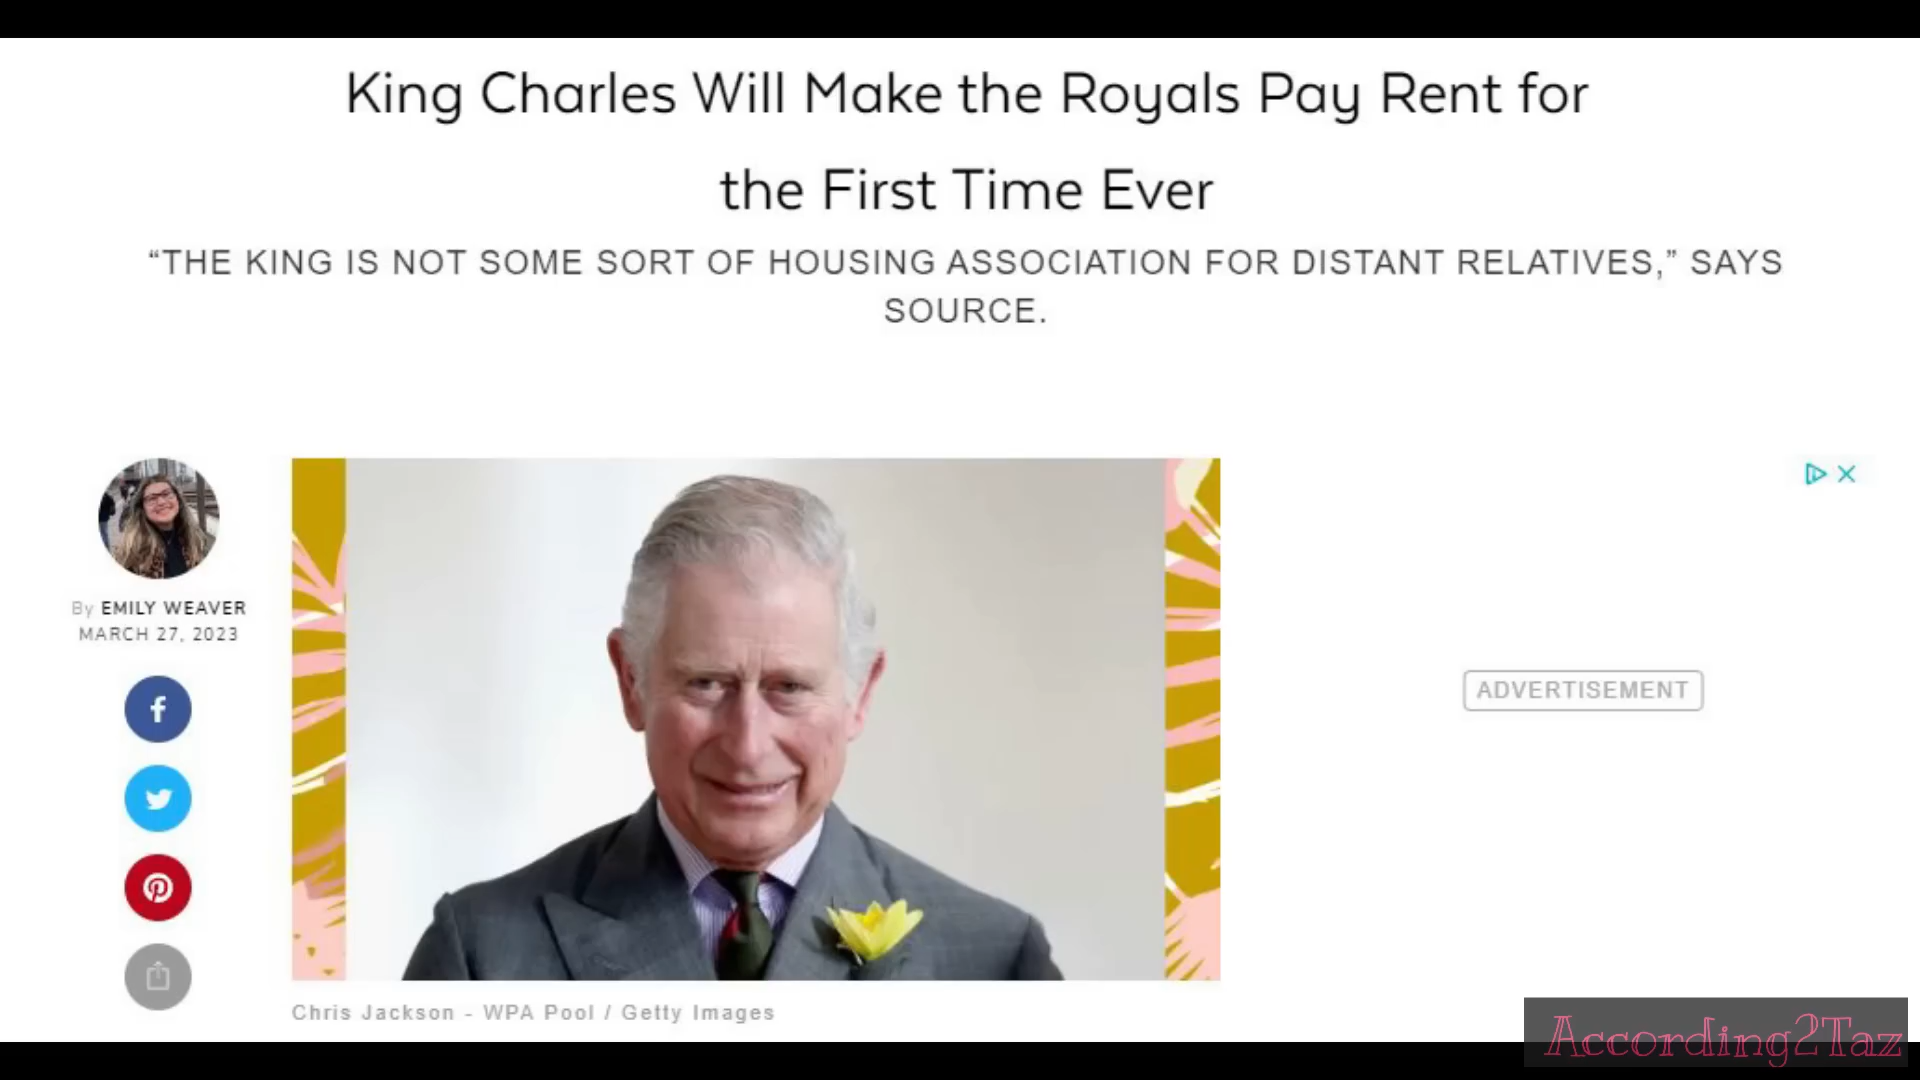 King Charles Will Make the Royals Pay Rent for
the First Time Ever
“THE KING IS NOT SOME SORT OF HOUSING ASSOCIATION FOR DISTANT RELATIVES,” SAYS
SOURCE.
By EMILY WEAVER
MARCH 27, 2023
ADVERTISEMENT
Chris Jackson - WPA Pool / Getty Images
According2Taz